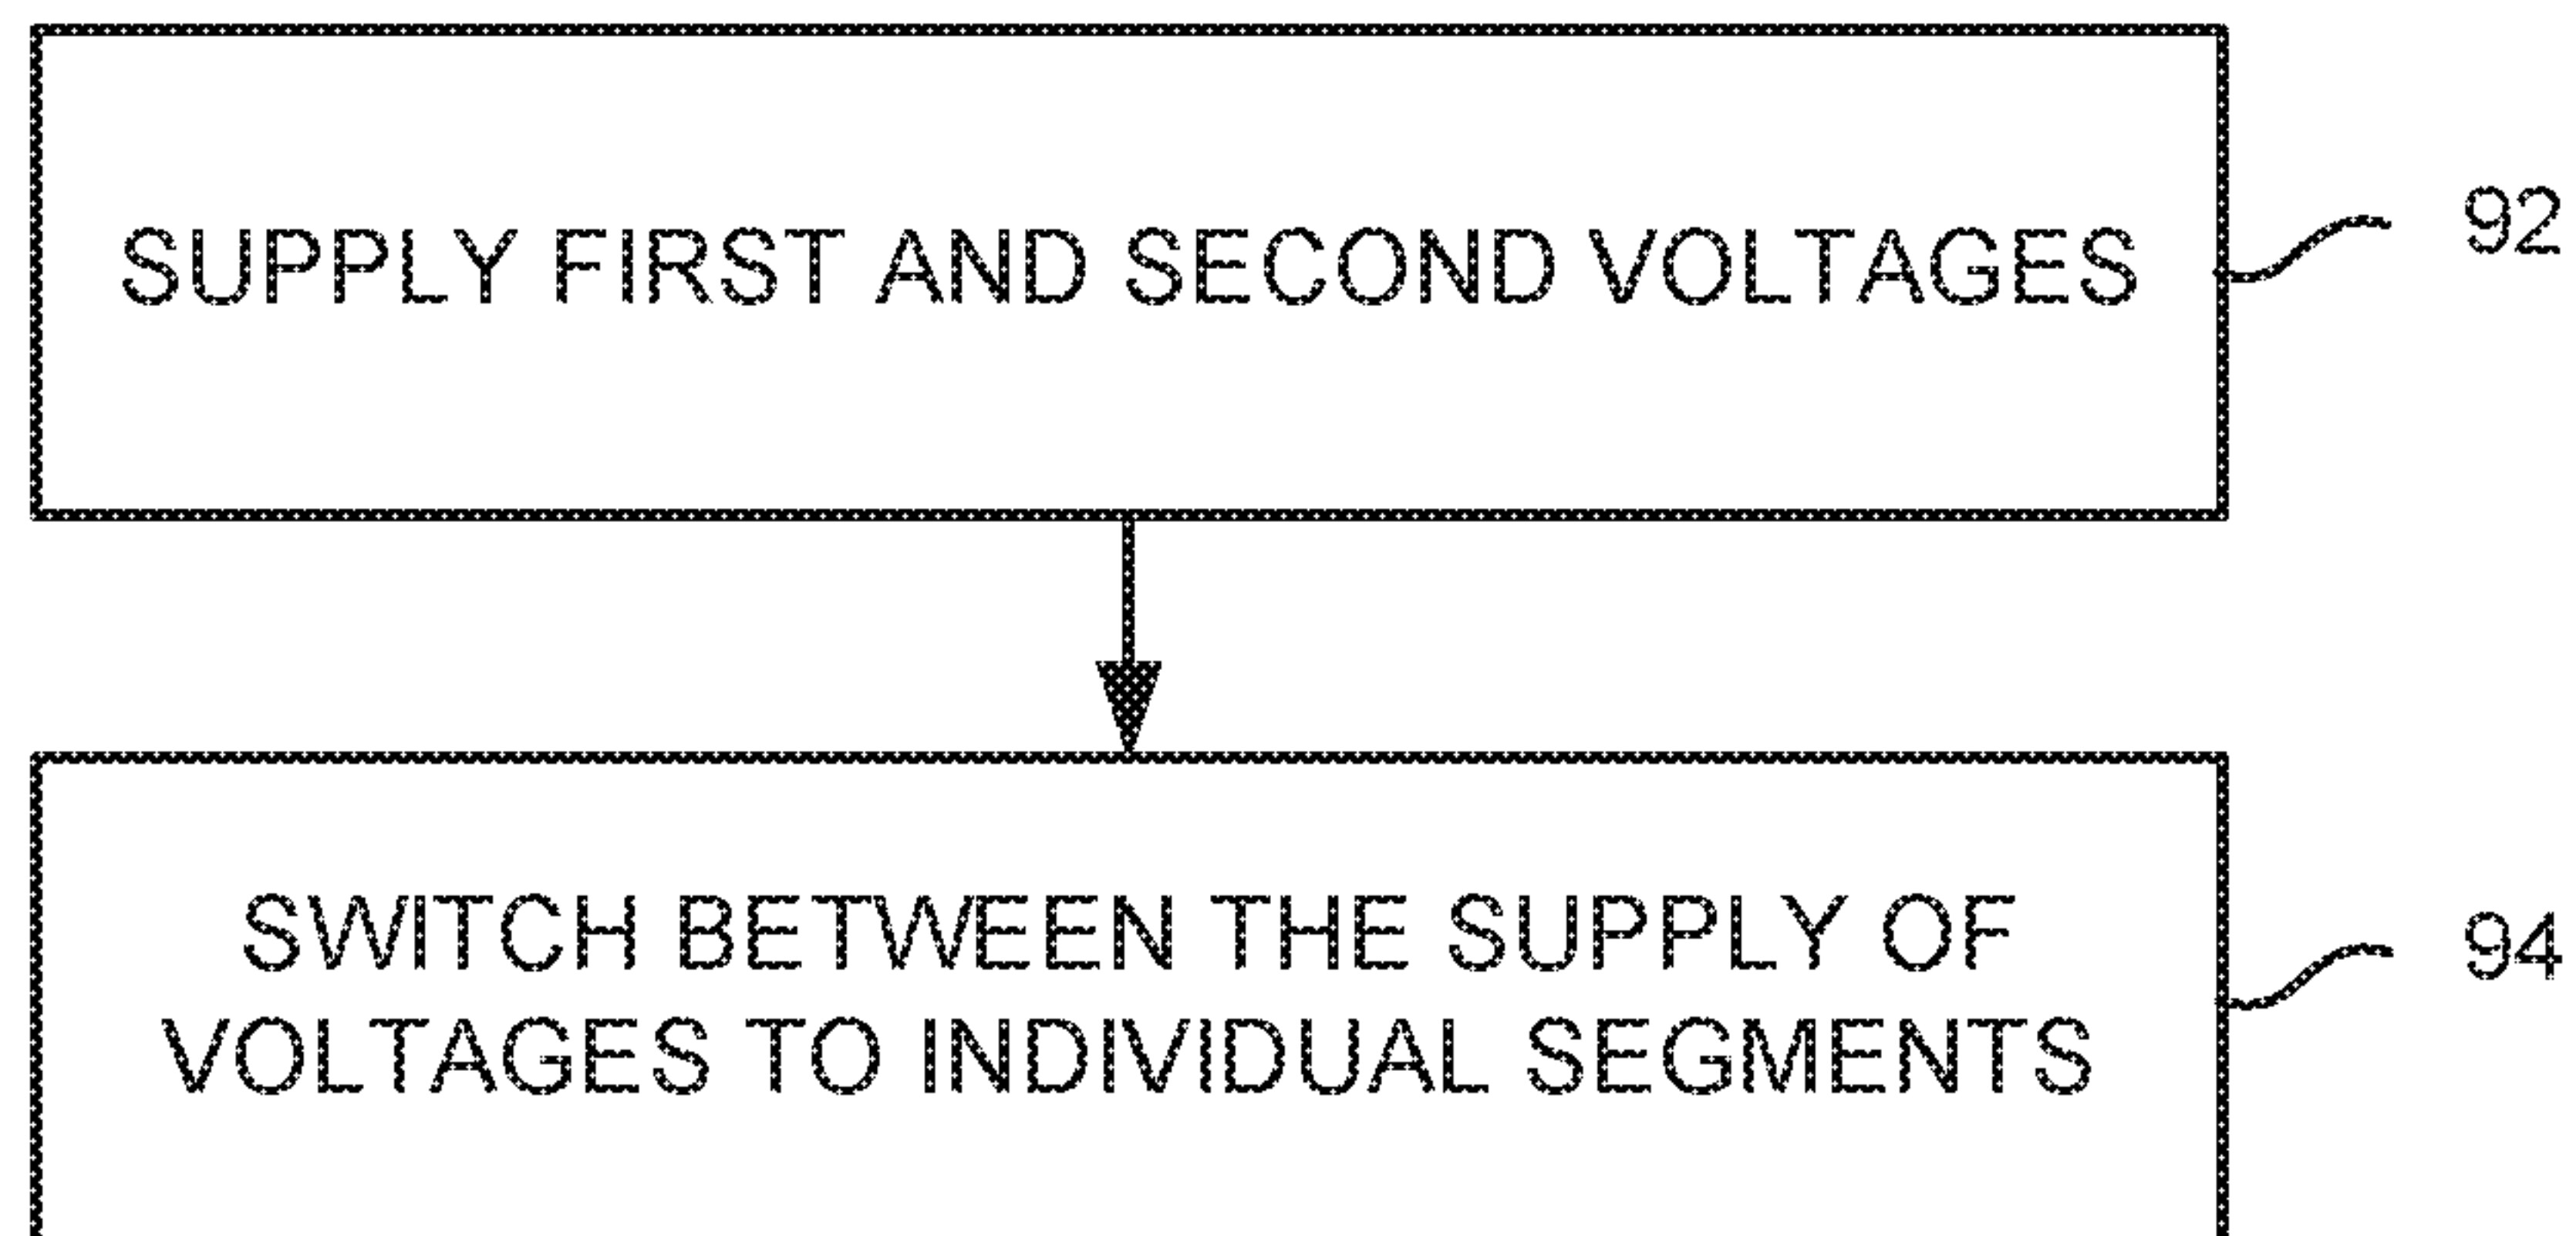 SUPPLY FIRST AND SECOND VOLTAGES
92
SWITCH BETWEEN THE SUPPLY OF
VOLTAGES TO INDIVIDUAL SEGMENTS
94